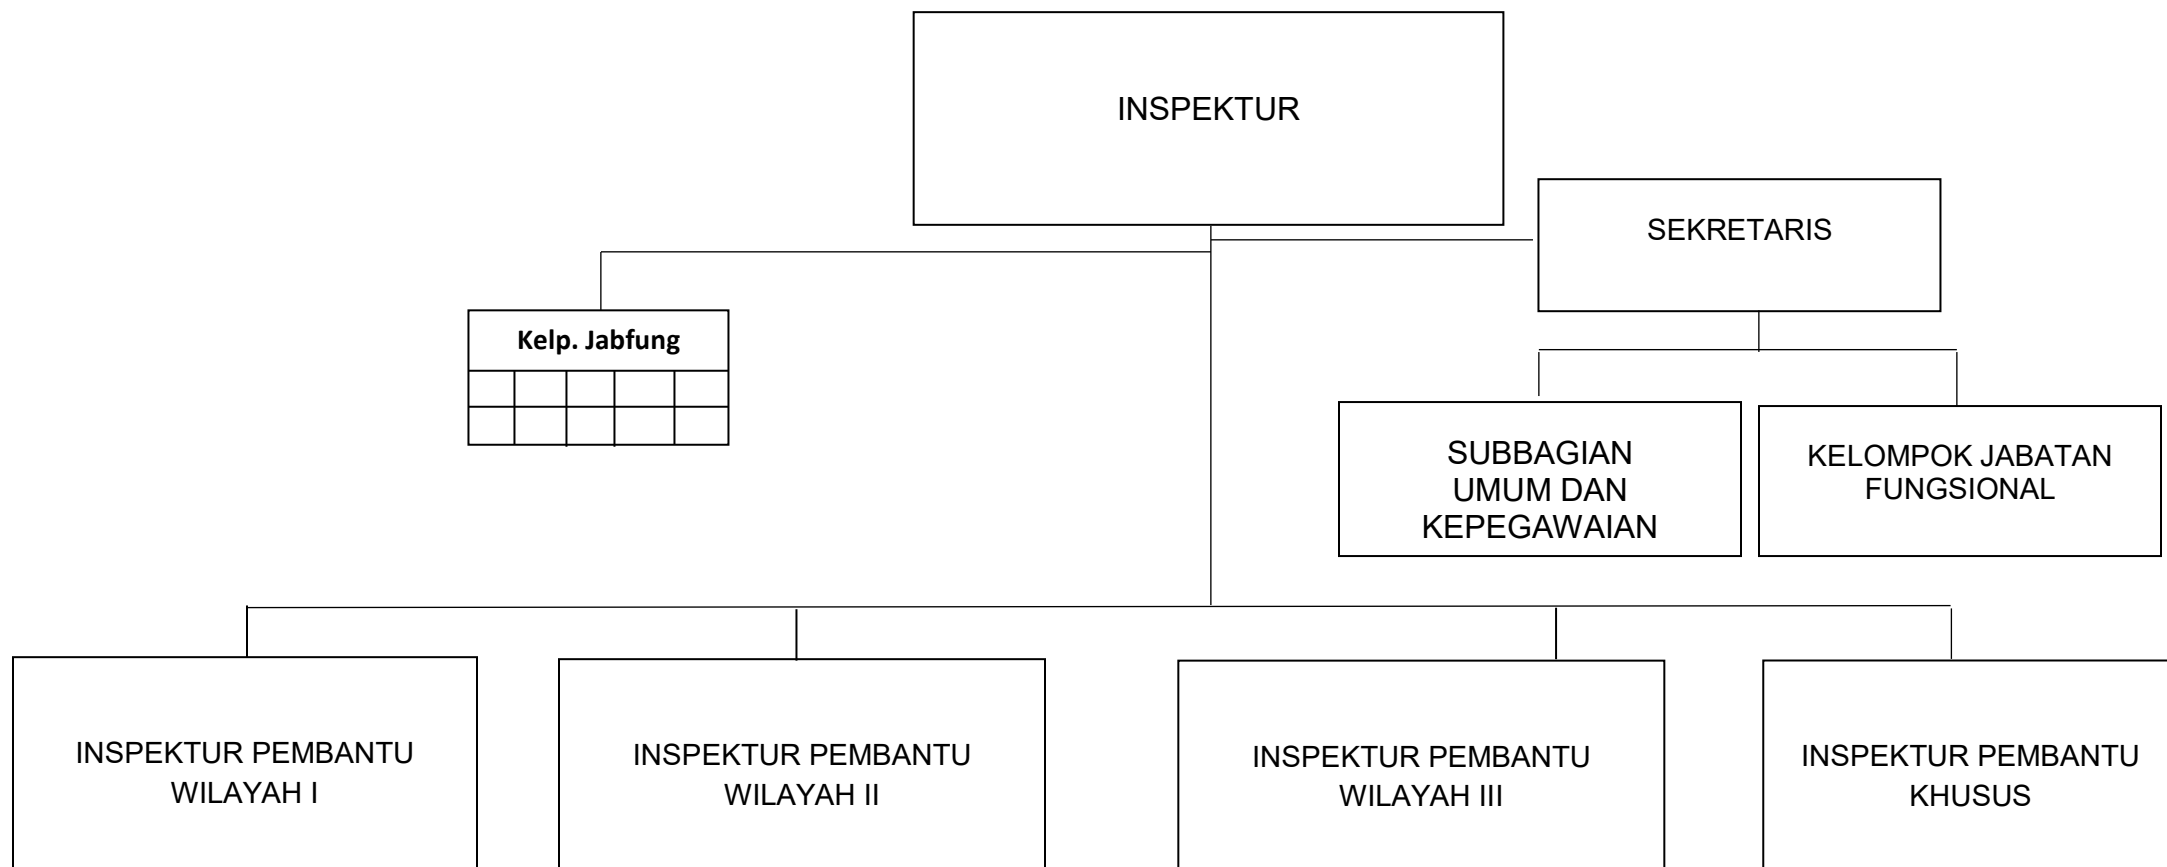 INSPEKTUR
SEKRETARIS
Kelp. Jabfung
SUBBAGIAN
UMUM DAN
KEPEGAWAIAN
KELOMPOK JABATAN
FUNGSIONAL
INSPEKTUR PEMBANTU
WILAYAH I
INSPEKTUR PEMBANTU
WILAYAH II
INSPEKTUR PEMBANTU
WILAYAH III
INSPEKTUR PEMBANTU
KHUSUS